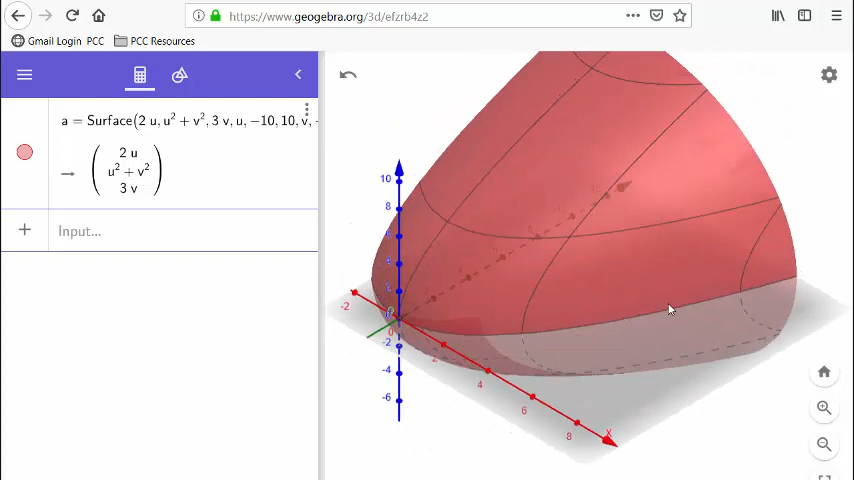 https://www.geogebra.org/3d/efzrb4z2
Gmail Login PCC PCC Resources
a = Surface(2 u, u² + v², 3 v, u, −10, 10, v, −
→ ( 2 u
u² + v²
3 v )
+ Input...
10
8
6
4
2
0
-2
-4
-6
-2
0
2
4
6
8
X